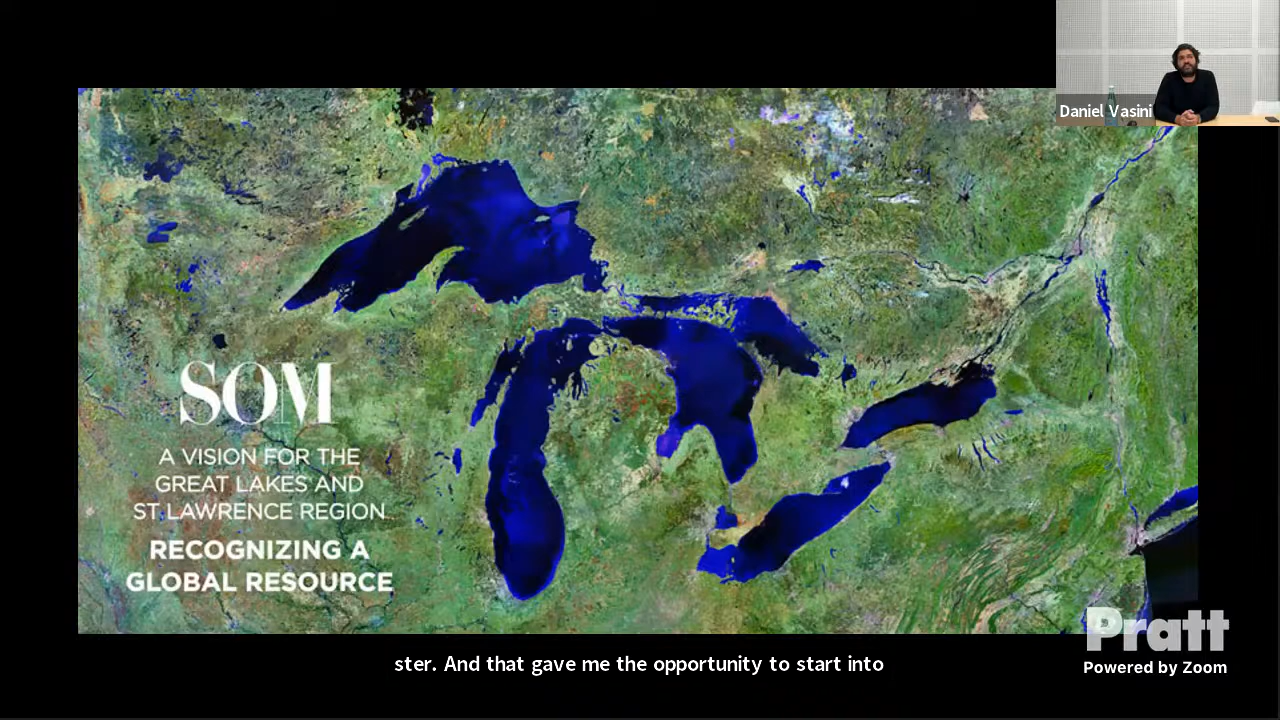 Daniel Vasini
SOM
A VISION FOR THE
GREAT LAKES AND
ST LAWRENCE REGION
RECOGNIZING A
GLOBAL RESOURCE
Pratt
Powered by Zoom
ster. And that gave me the opportunity to start into